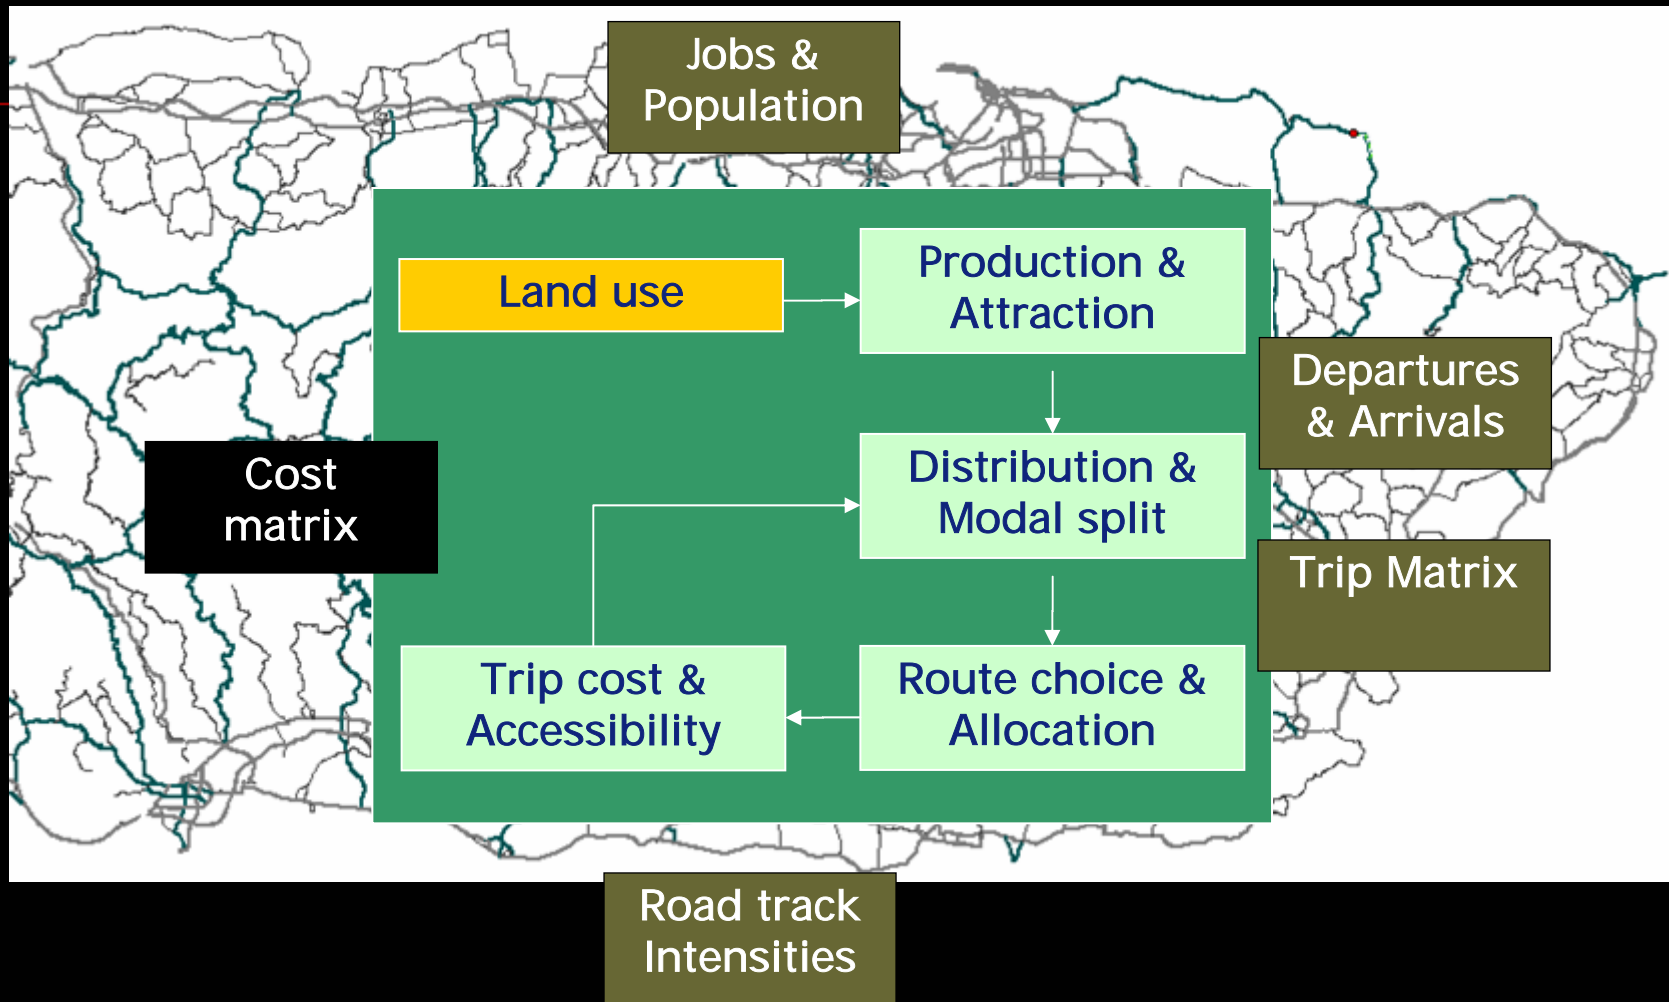 Jobs &
Population
Land use
Production &
Attraction
Departures
& Arrivals
Cost
matrix
Distribution &
Modal split
Trip Matrix
Trip cost &
Accessibility
Route choice &
Allocation
Road track
Intensities